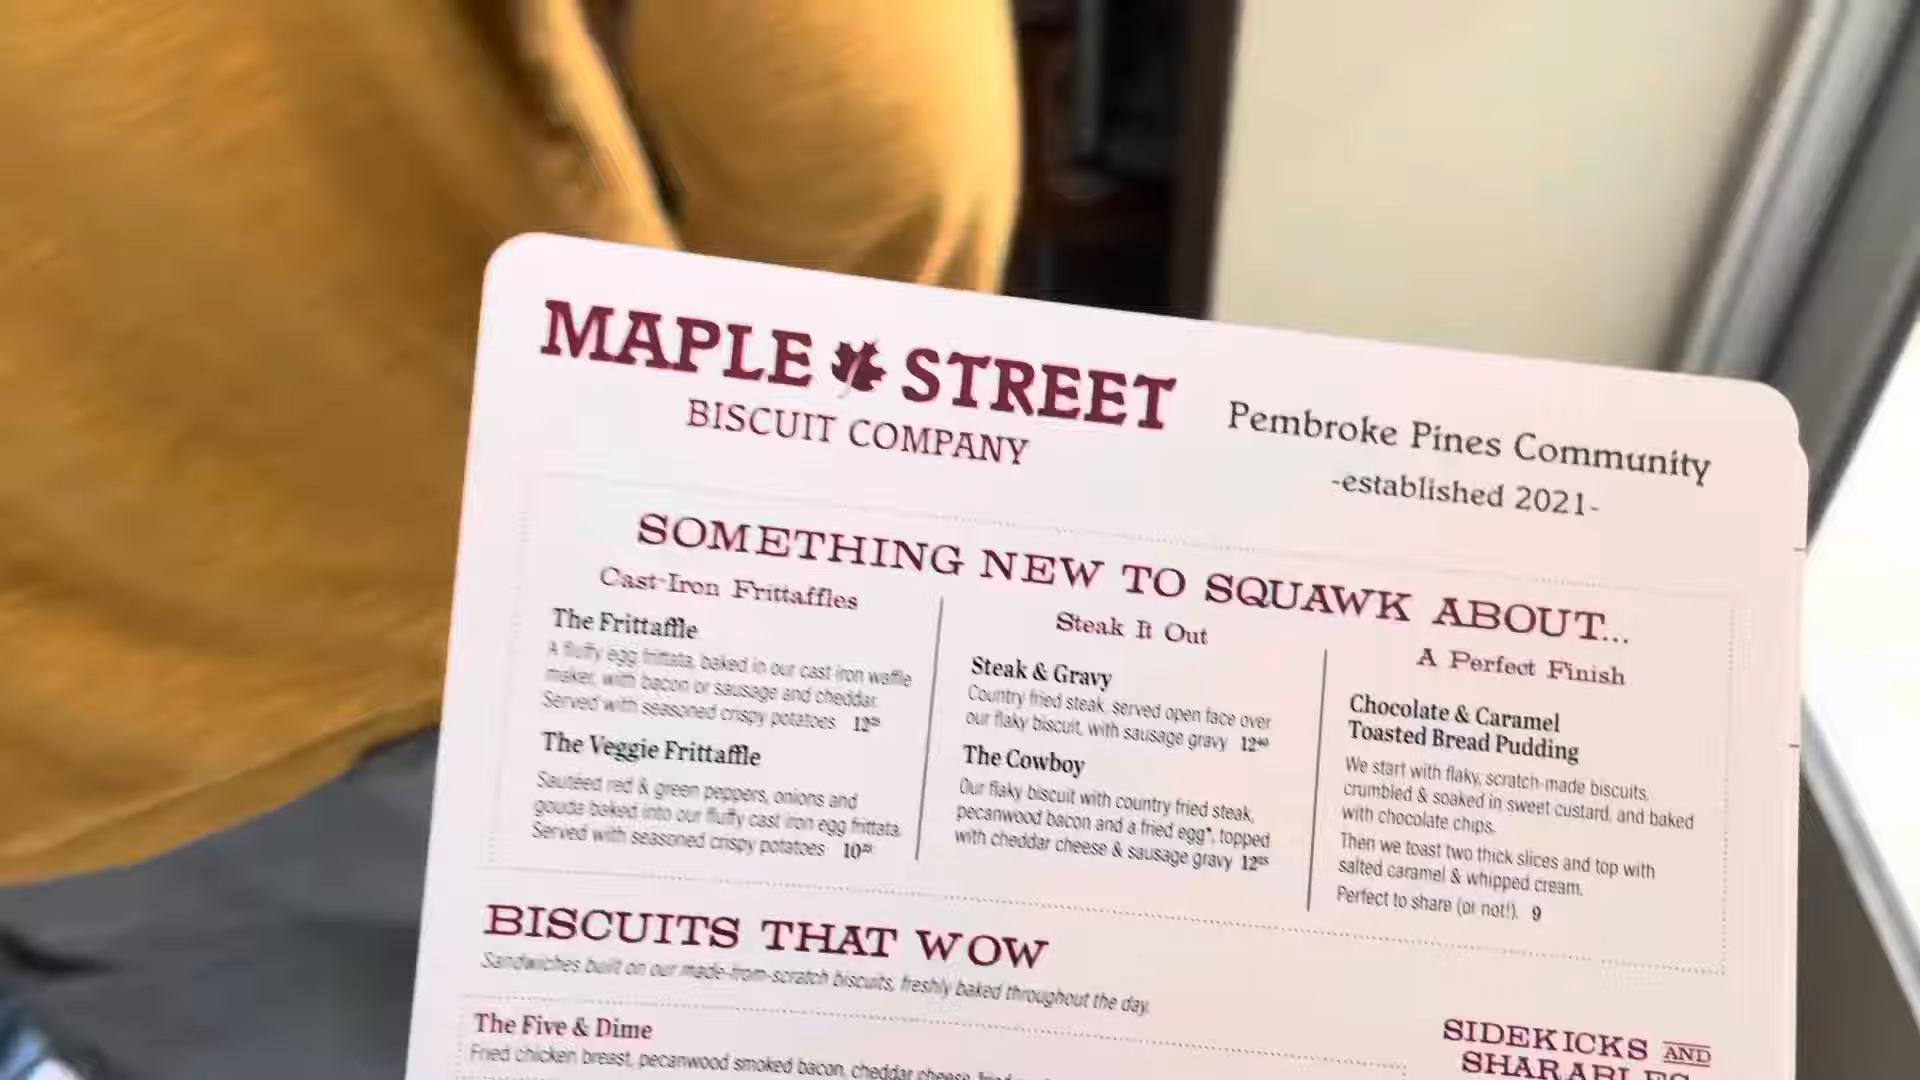 MAPLE STREET
BISCUIT COMPANY
Pembroke Pines Community
-established 2021-
SOMETHING NEW TO SQUAWK ABOUT...
Cast-Iron Frittaffles
The Frittaffle
A fluffy egg frittata, baked in our cast iron waffle
maker, with bacon or sausage and cheddar.
Served with seasoned crispy potatoes
The Veggie Frittaffle
Sautéed red & green peppers, onions and
gouda baked into our fluffy cast iron egg frittata.
Served with seasoned crispy potatoes
Steak It Out
Steak & Gravy
Country fried steak, served open face over
our flaky biscuit, with sausage gravy
The Cowboy
Our flaky biscuit with country fried steak,
pecanwood bacon and a fried egg*, topped
with cheddar cheese & sausage gravy
A Perfect Finish
Chocolate & Caramel
Toasted Bread Pudding
We start with flaky, scratch-made biscuits,
crumbled & soaked in sweet custard, and baked
with chocolate chips.
Then we toast two thick slices and top with
salted caramel & whipped cream.
Perfect to share (or not!). 9
BISCUITS THAT WOW
Sandwiches built on our made-from-scratch biscuits, freshly baked throughout the day.
The Five & Dime
Fried chicken breast, pecanwood smoked bacon, cheddar cheese,
SIDEKICKS AND
SHARABLES